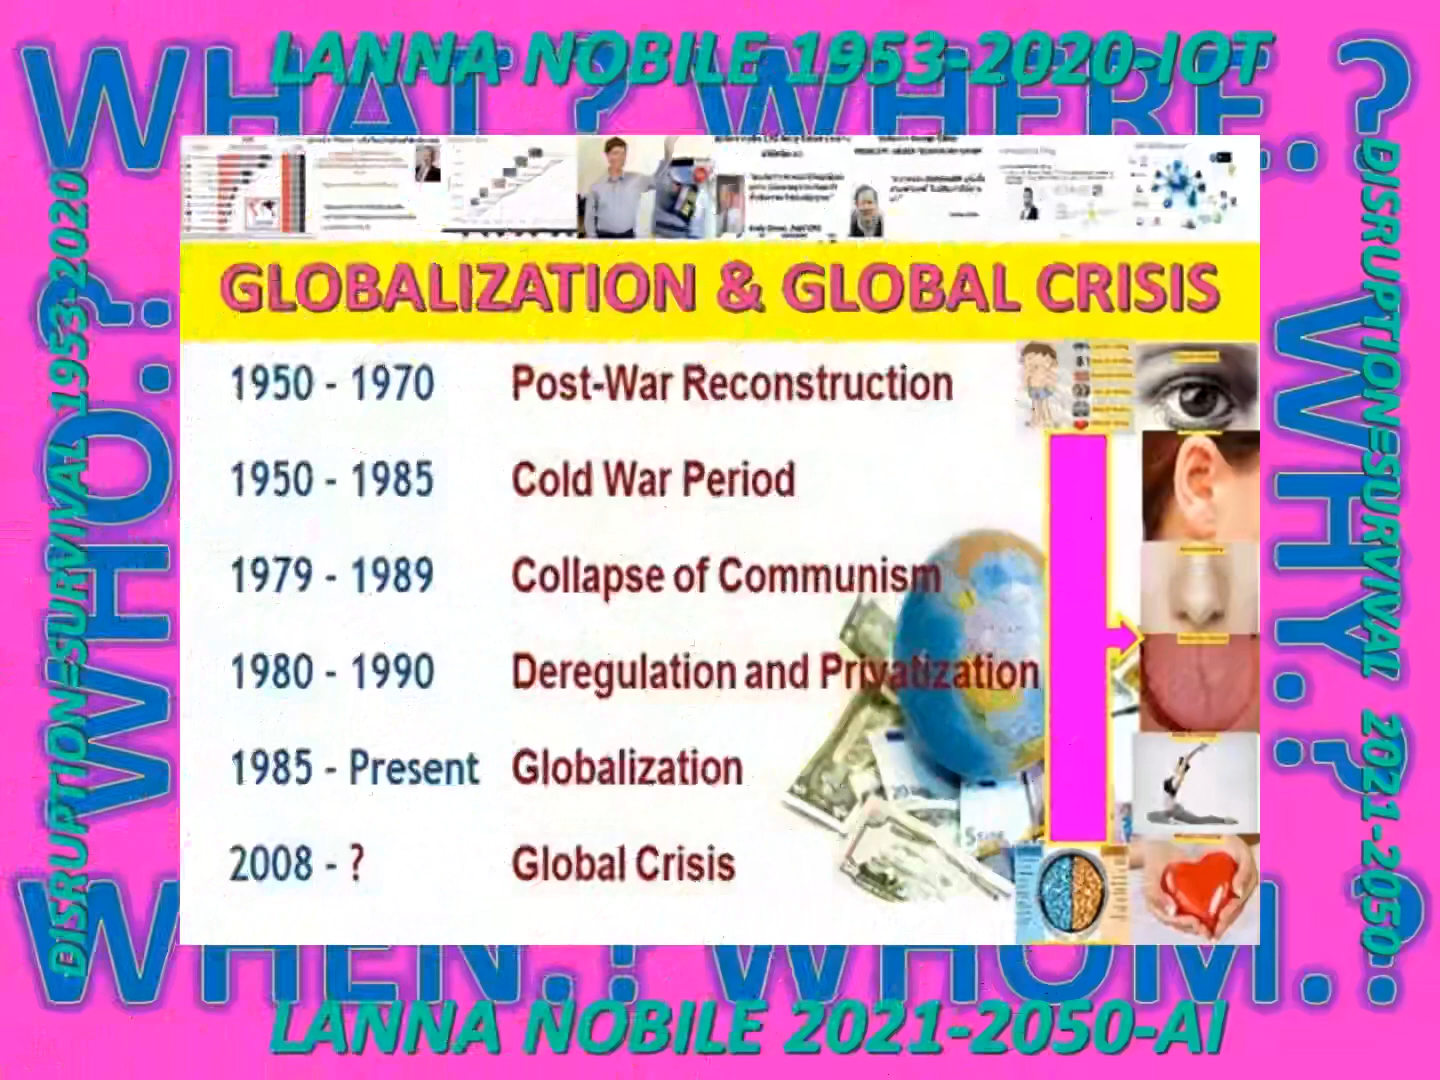 LANNA NOBILE 1953-2020-IOT
WHAT ? WHERE. ?
GLOBALIZATION & GLOBAL CRISIS
1950 - 1970 Post-War Reconstruction
1950 - 1985 Cold War Period
1979 - 1989 Collapse of Communism
1980 - 1990 Deregulation and Privatization
1985 - Present Globalization
2008 - ? Global Crisis
DISRUPTION=SURVIVAL 1953-2020
WHO.?
DISRUPTION=SURVIVAL 2021-2050
WHY.?
WHEN.? WHOM.?
LANNA NOBILE 2021-2050-AI